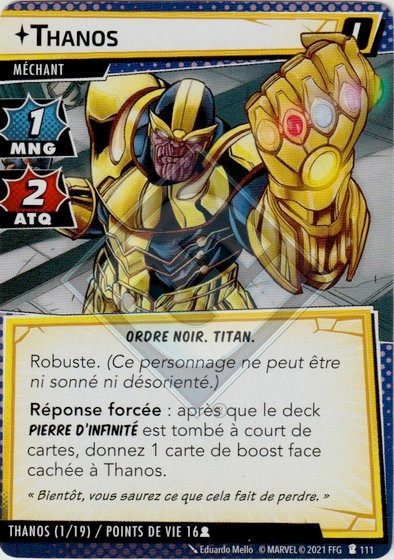 THANOS
I
MÉCHANT
1
MNG
2
ATQ
ORDRE NOIR. TITAN.
Robuste. (Ce personnage ne peut être
ni sonné ni désorienté.)
Réponse forcée : après que le deck
PIERRE D'INFINITÉ est tombé à court de
cartes, donnez 1 carte de boost face
cachée à Thanos.
« Bientôt, vous saurez ce que cela fait de perdre. »
THANOS (1/19) / POINTS DE VIE 16
Eduardo Mello © MARVEL © 2021 FFG 111